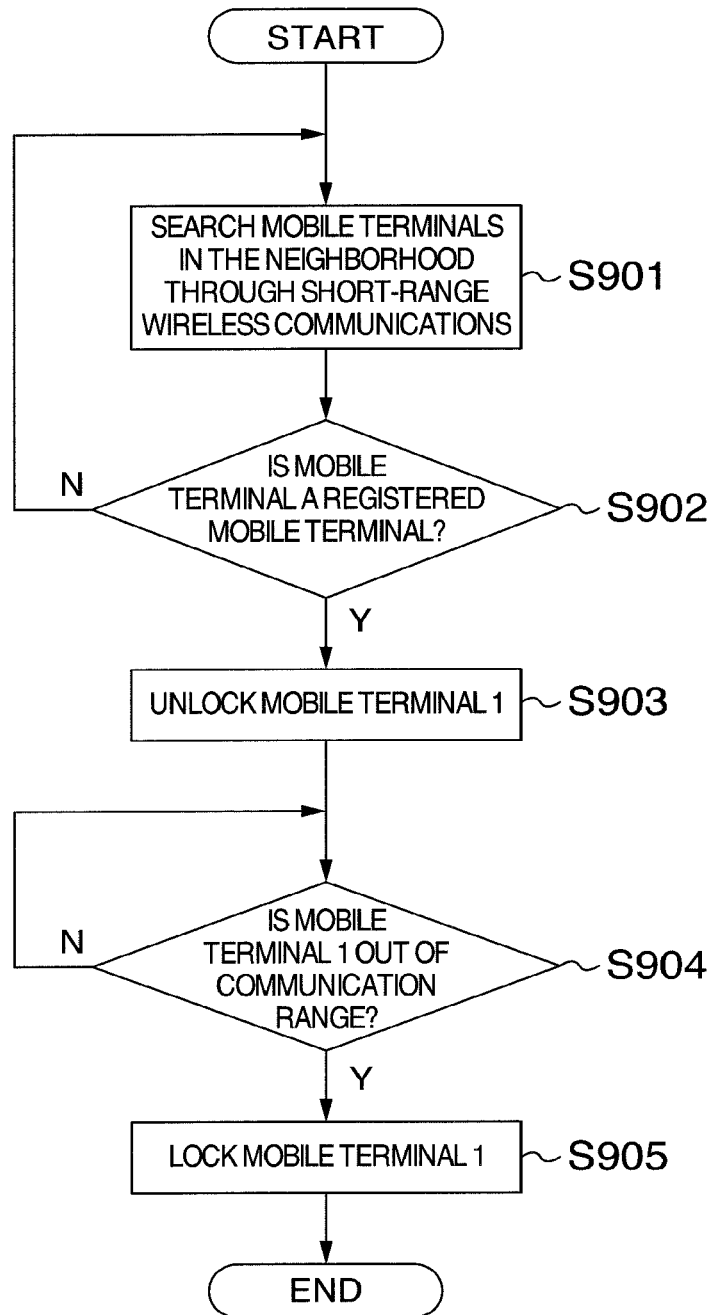 START
SEARCH MOBILE TERMINALS
IN THE NEIGHBORHOOD
THROUGH SHORT-RANGE
WIRELESS COMMUNICATIONS
S901
IS MOBILE
TERMINAL A REGISTERED
MOBILE TERMINAL?
N
S902
Y
UNLOCK MOBILE TERMINAL 1
S903
IS MOBILE
TERMINAL 1 OUT OF
COMMUNICATION
RANGE?
N
S904
Y
LOCK MOBILE TERMINAL 1
S905
END